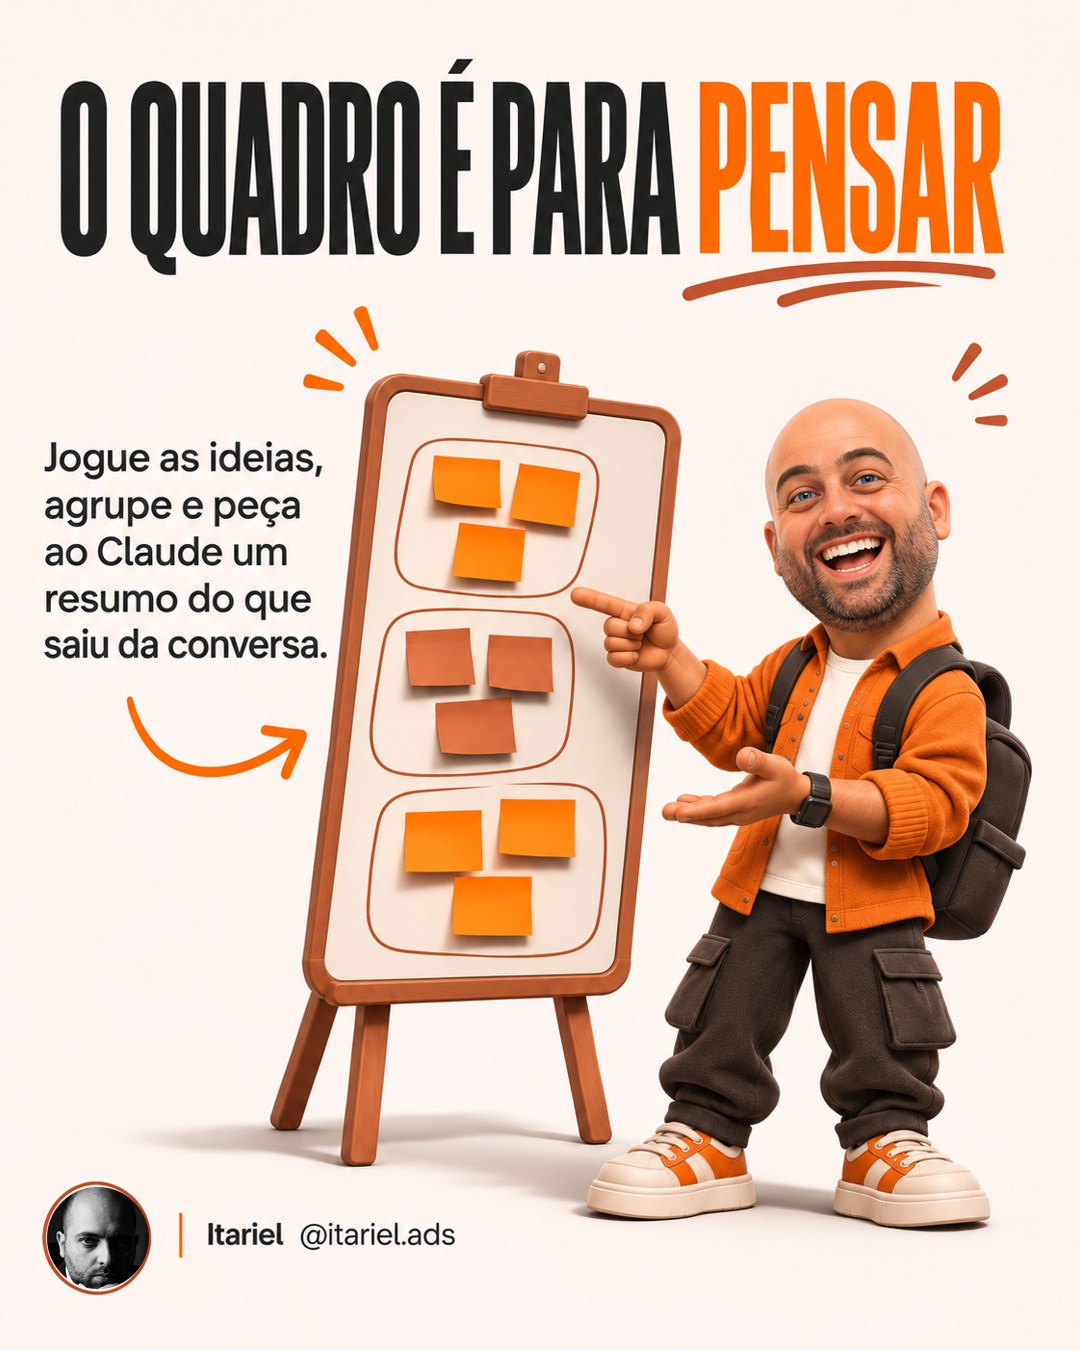 O QUADRO É PARA PENSAR
Jogue as ideias,
agrupe e peça
ao Claude um
resumo do que
saiu da conversa.
Itariel @itariel.ads